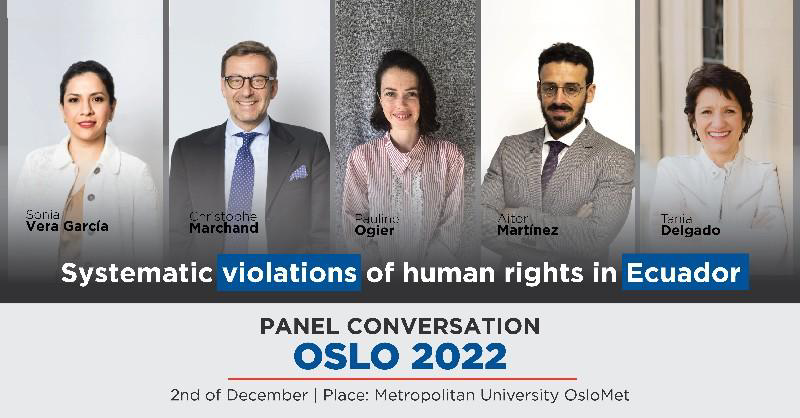 Sonia
Vera García
Christophe
Marchand
Pauline
Ogier
Aitor
Martínez
Tania
Delgado
Systematic violations of human rights in Ecuador
PANEL CONVERSATION
OSLO 2022
2nd of December | Place: Metropolitan University OsloMet